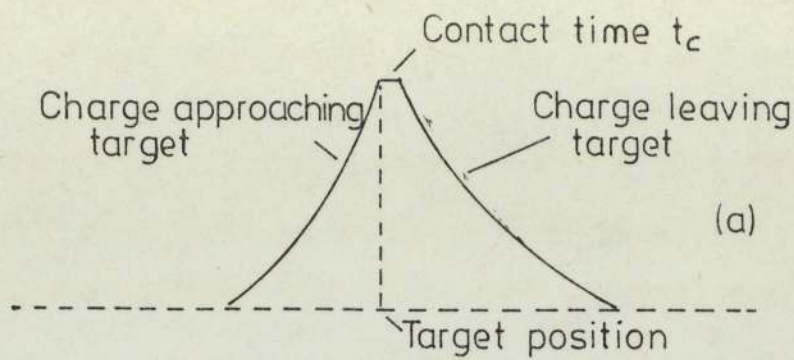 Contact time t_c
Charge approaching
target
Charge leaving
target
(a)
Target position